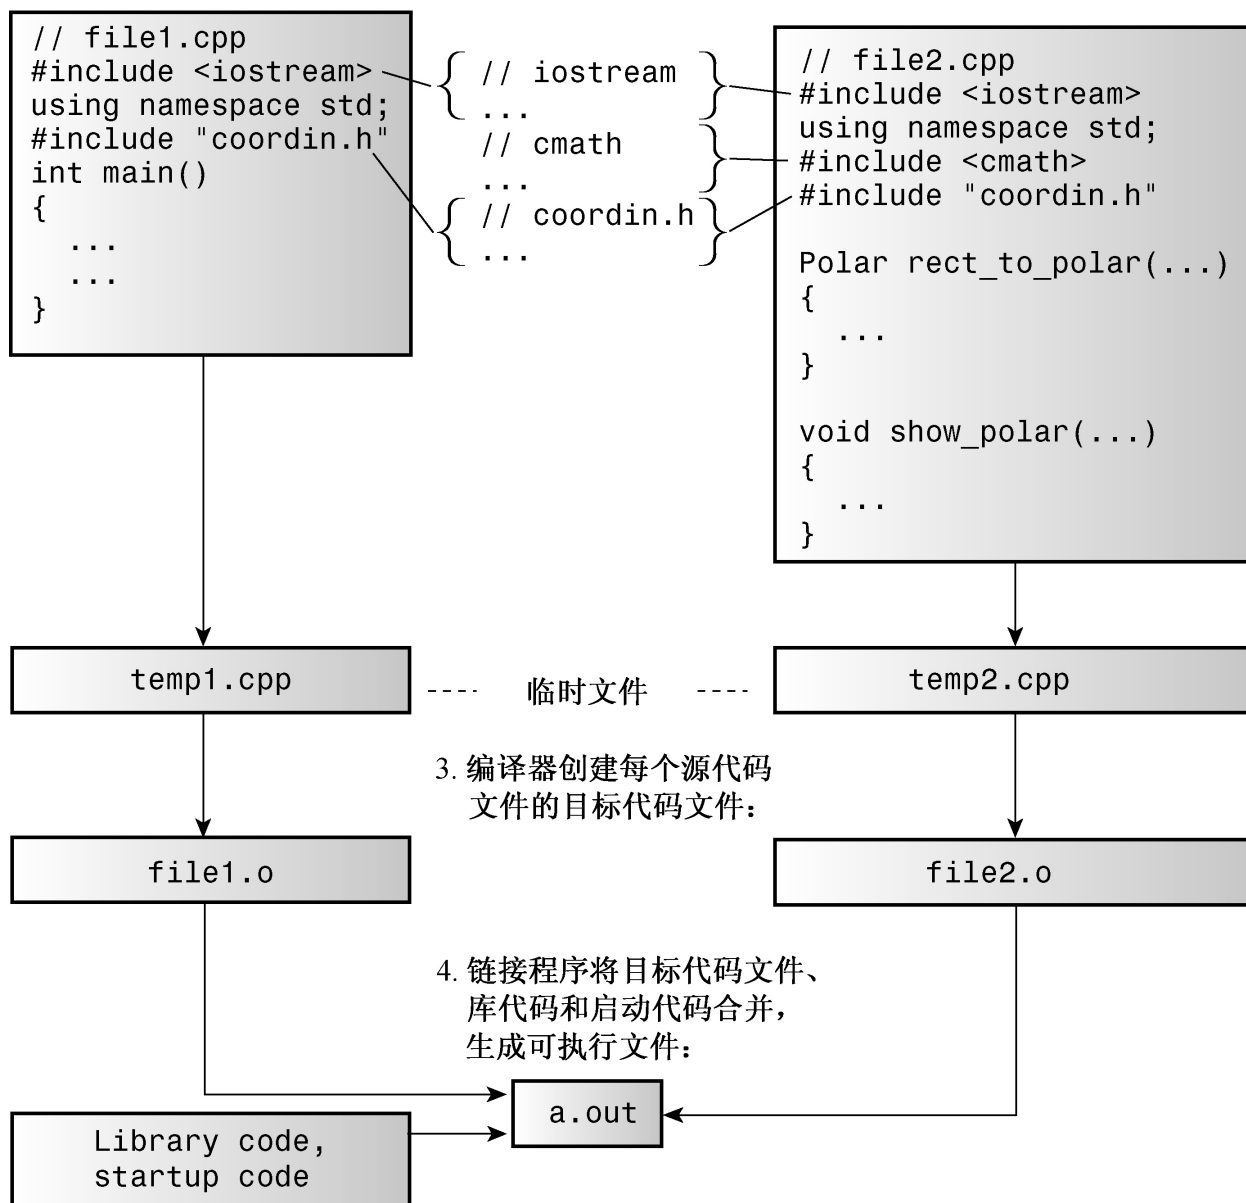 // file1.cpp
#include <iostream>
using namespace std;
#include "coordin.h"
int main()
{
...
...
}
// iostream
...
// cmath
...
// coordin.h
...
// file2.cpp
#include <iostream>
using namespace std;
#include <cmath>
#include "coordin.h"
Polar rect_to_polar(...)
{
...
}
void show_polar(...)
{
...
}
temp1.cpp
临时文件
temp2.cpp
3. 编译器创建每个源代码
文件的目标代码文件：
file1.o
file2.o
4. 链接程序将目标代码文件、
库代码和启动代码合并，
生成可执行文件：
a.out
Library code,
startup code